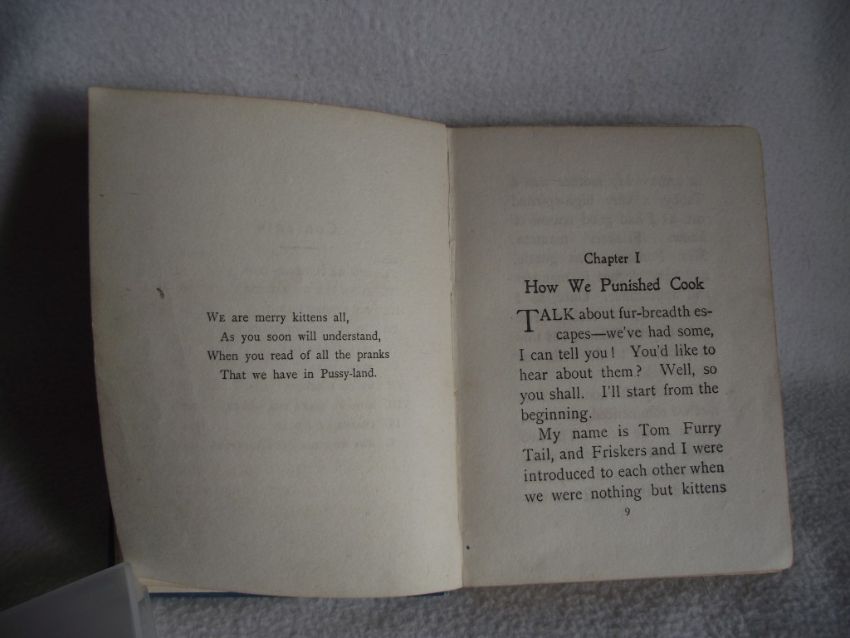 WE are merry kittens all,
As you soon will understand,
When you read of all the pranks
That we have in Pussy-land.
Chapter I
How We Punished Cook
TALK about fur-breadth es-
capes—we've had some,
I can tell you! You'd like to
hear about them? Well, so
you shall. I'll start from the
beginning.
My name is Tom Furry
Tail, and Friskers and I were
introduced to each other when
we were nothing but kittens
9